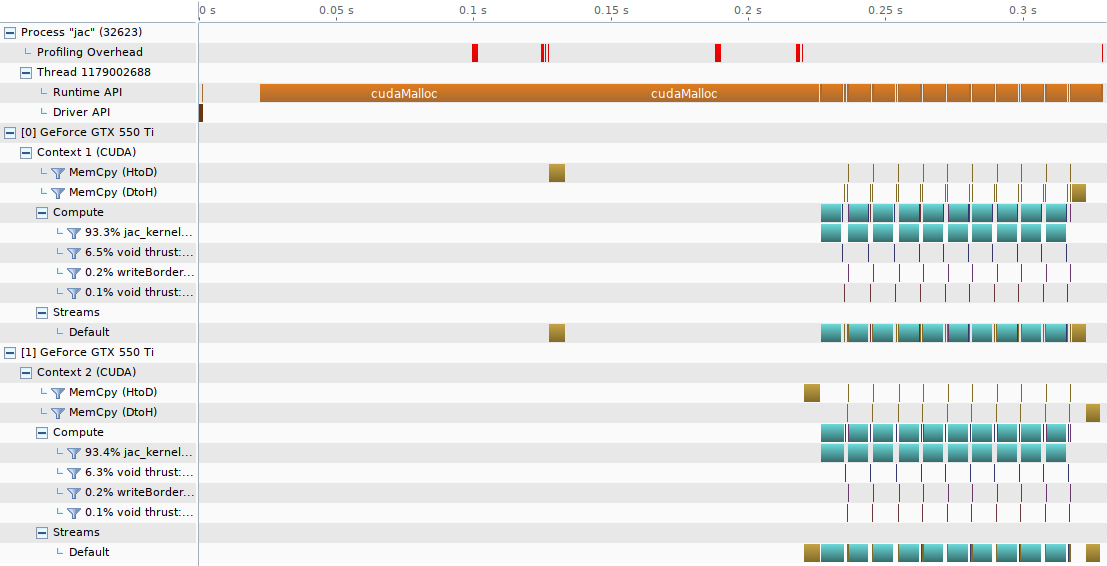 0 s 0.05 s 0.1 s 0.15 s 0.2 s 0.25 s 0.3 s
Process "jac" (32623)
Profiling Overhead
Thread 1179002688
Runtime API cudaMalloc cudaMalloc
Driver API
[0] GeForce GTX 550 Ti
Context 1 (CUDA)
MemCpy (HtoD)
MemCpy (DtoH)
Compute
93.3% jac_kernel...
6.5% void thrust:...
0.2% writeBorder...
0.1% void thrust:...
Streams
Default
[1] GeForce GTX 550 Ti
Context 2 (CUDA)
MemCpy (HtoD)
MemCpy (DtoH)
Compute
93.4% jac_kernel...
6.3% void thrust:...
0.2% writeBorder...
0.1% void thrust:...
Streams
Default